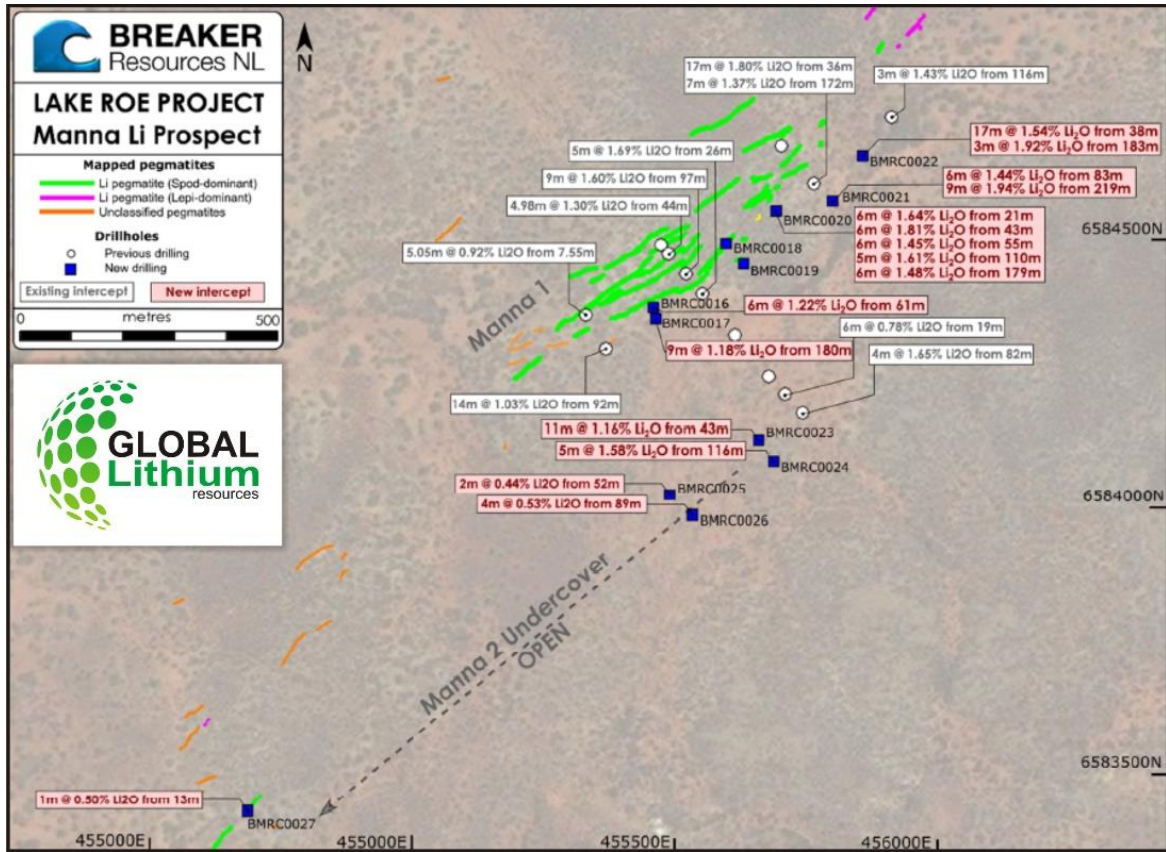 BREAKER
Resources NL
N
LAKE ROE PROJECT
Manna Li Prospect
Mapped pegmatites
Li pegmatite (Spod-dominant)
Li pegmatite (Lepi-dominant)
Unclassified pegmatites
Drillholes
Previous drilling
New drilling
Existing intercept
New intercept
0 metres 500
GLOBAL
Lithium
resources
17m @ 1.80% Li2O from 36m
7m @ 1.37% Li2O from 172m
3m @ 1.43% Li2O from 116m
5m @ 1.69% Li2O from 26m
9m @ 1.60% Li2O from 97m
4.98m @ 1.30% Li2O from 44m
5.05m @ 0.92% Li2O from 7.55m
BMRC0022
17m @ 1.54% Li₂O from 38m
3m @ 1.92% Li₂O from 183m
BMRC0021
6m @ 1.44% Li₂O from 83m
9m @ 1.94% Li₂O from 219m
BMRC0020
6m @ 1.64% Li₂O from 21m
6m @ 1.81% Li₂O from 43m
6m @ 1.45% Li₂O from 55m
5m @ 1.61% Li₂O from 110m
6m @ 1.48% Li₂O from 179m
6584500N
BMRC0018
BMRC0019
Manna 1
BMRC0016
6m @ 1.22% Li₂O from 61m
BMRC0017
9m @ 1.18% Li₂O from 180m
6m @ 0.78% Li2O from 19m
4m @ 1.65% Li2O from 82m
14m @ 1.03% Li2O from 92m
11m @ 1.16% Li₂O from 43m
BMRC0023
5m @ 1.58% Li₂O from 116m
BMRC0024
2m @ 0.44% Li2O from 52m
BMRC0025
4m @ 0.53% Li2O from 89m
BMRC0026
6584000N
Manna 2 Undercover
OPEN
6583500N
1m @ 0.50% Li2O from 13m
BMRC0027
455000E
455000E
455500E
456000E